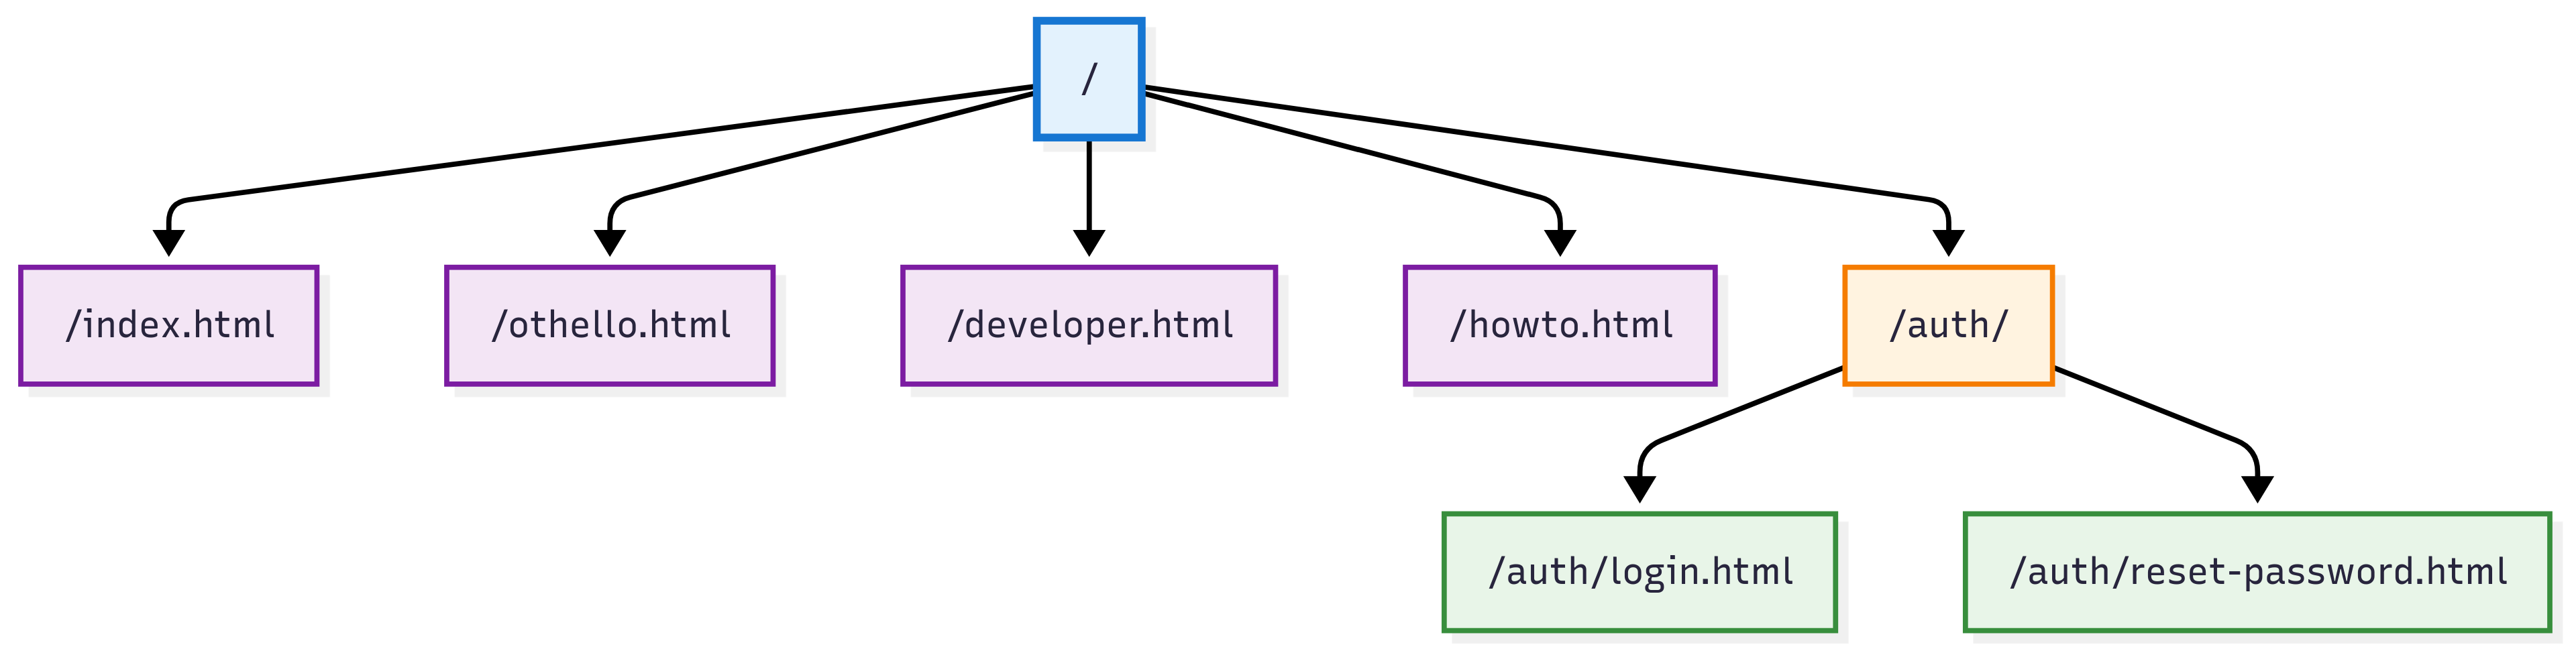 /
/index.html
/othello.html
/developer.html
/howto.html
/auth/
/auth/login.html
/auth/reset-password.html